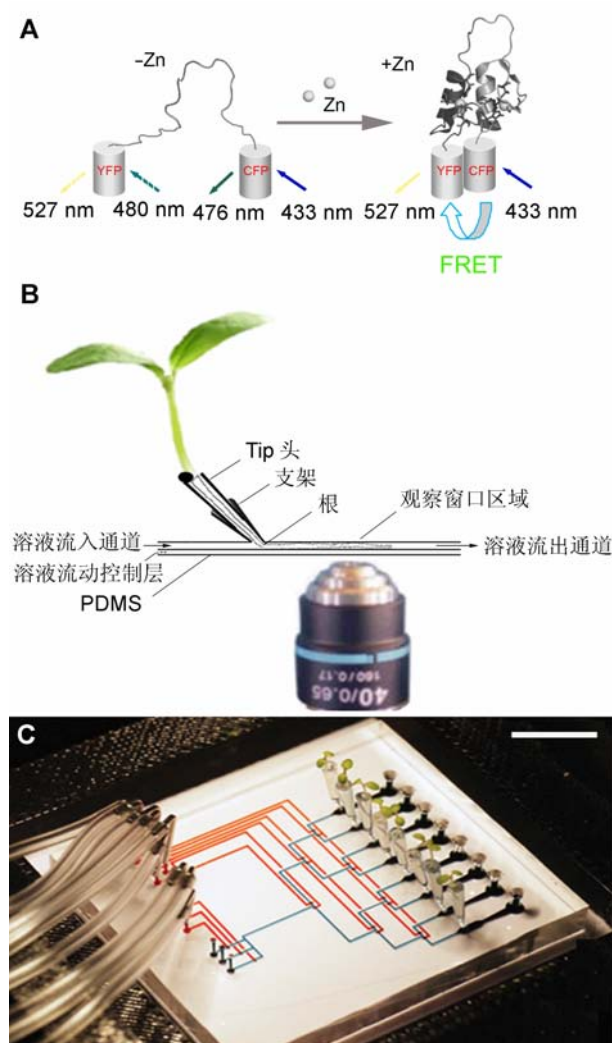 A
–Zn
Zn
+Zn
YFP
CFP
YFP
CFP
527 nm
480 nm
476 nm
433 nm
527 nm
433 nm
FRET
B
Tip 头
支架
根
观察窗口区域
溶液流入通道
溶液流出通道
溶液流动控制层
PDMS
40/0.65
160/0.17
C